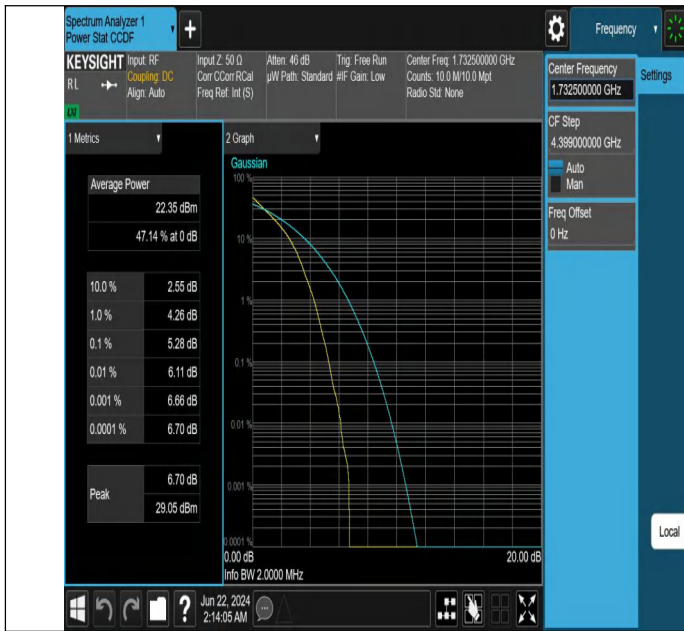 Spectrum Analyzer 1
Power Stat CCDF
+
Frequency
KEYSIGHT
RL
LXI
Input: RF
Coupling: DC
Align: Auto
Input Z: 50 Ω
Corr CCorr RCal
Freq Ref: Int (S)
Atten: 46 dB
µW Path: Standard
Trig: Free Run
#IF Gain: Low
Center Freq: 1.732500000 GHz
Counts: 10.0 M/10.0 Mpt
Radio Std: None
Center Frequency
1.732500000 GHz
Settings
CF Step
4.399000000 GHz
Auto
Man
Freq Offset
0 Hz
Local
1 Metrics
Average Power
22.35 dBm
47.14 % at 0 dB
10.0 % 2.55 dB
1.0 % 4.26 dB
0.1 % 5.28 dB
0.01 % 6.11 dB
0.001 % 6.66 dB
0.0001 % 6.70 dB
Peak
6.70 dB
29.05 dBm
2 Graph
Gaussian
100 %
10 %
1 %
0.1 %
0.01 %
0.001 %
0.0001 %
0.00 dB 20.00 dB
Info BW 2.0000 MHz
?
Jun 22, 2024
2:14:05 AM